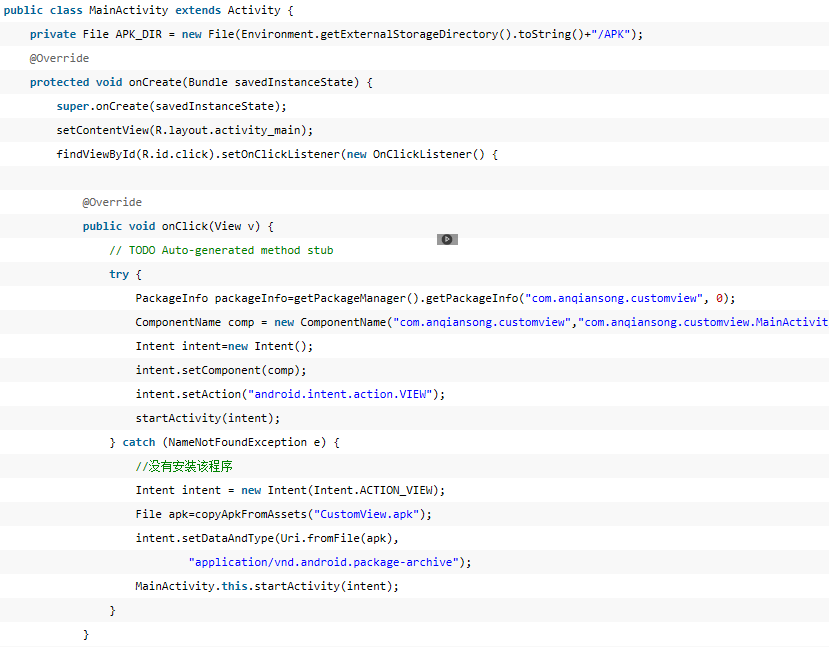 public class MainActivity extends Activity {
private File APK_DIR = new File(Environment.getExternalStorageDirectory().toString()+"/APK");
@Override
protected void onCreate(Bundle savedInstanceState) {
super.onCreate(savedInstanceState);
setContentView(R.layout.activity_main);
findViewById(R.id.click).setOnClickListener(new OnClickListener() {
@Override
public void onClick(View v) {
// TODO Auto-generated method stub
try {
PackageInfo packageInfo=getPackageManager().getPackageInfo("com.anqiansong.customview", 0);
ComponentName comp = new ComponentName("com.anqiansong.customview","com.anqiansong.customview.MainActivit
Intent intent=new Intent();
intent.setComponent(comp);
intent.setAction("android.intent.action.VIEW");
startActivity(intent);
} catch (NameNotFoundException e) {
//没有安装该程序
Intent intent = new Intent(Intent.ACTION_VIEW);
File apk=copyApkFromAssets("CustomView.apk");
intent.setDataAndType(Uri.fromFile(apk),
"application/vnd.android.package-archive");
MainActivity.this.startActivity(intent);
}
}